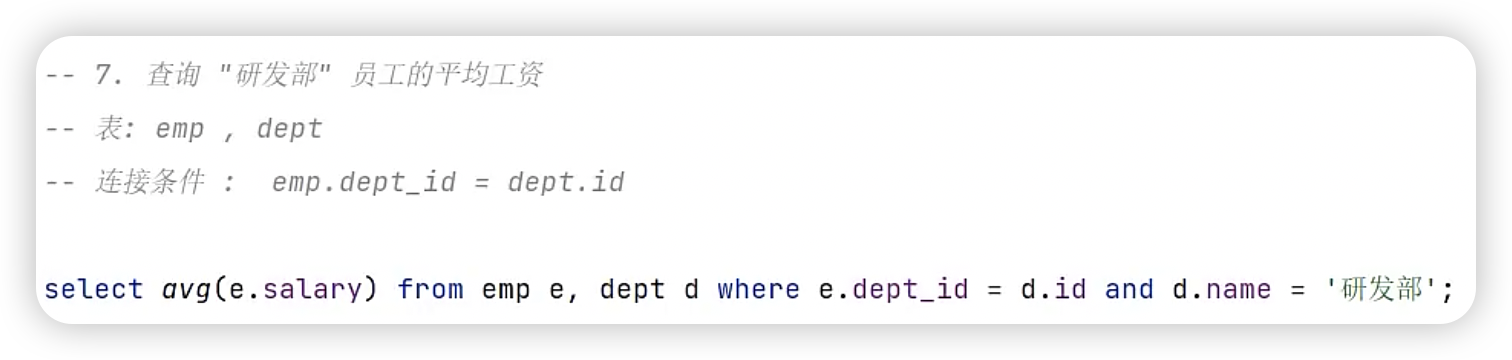 -- 7. 查询 "研发部" 员工的平均工资
-- 表: emp , dept
-- 连接条件 :  emp.dept_id = dept.id
select avg(e.salary) from emp e, dept d where e.dept_id = d.id and d.name = '研发部';